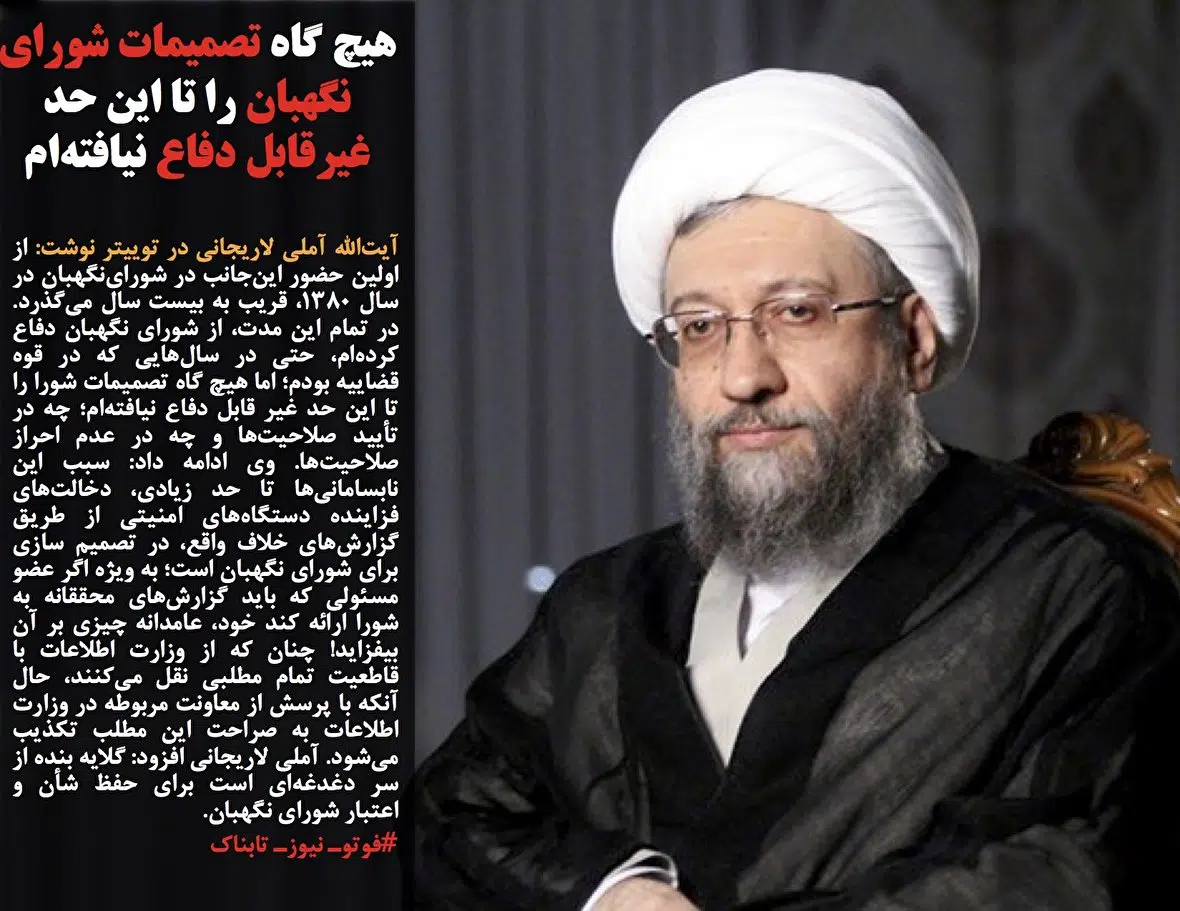 هیچ گاه تصمیمات شورای
نگهبان را تا این حد
غیرقابل دفاع نیافته‌ام
آیت‌الله آملی لاریجانی در توییتر نوشت: از
اولین حضور این‌جانب در شورای‌نگهبان در
سال ۱۳۸۰، قریب به بیست سال می‌گذرد.
در تمام این مدت، از شورای نگهبان دفاع
کرده‌ام، حتی در سال‌هایی که در قوه
قضاییه بودم؛ اما هیچ گاه تصمیمات شورا را
تا این حد غیر قابل دفاع نیافته‌ام؛ چه در
تأیید صلاحیت‌ها و چه در عدم احراز
صلاحیت‌ها. وی ادامه داد: سبب این
نابسامانی‌ها تا حد زیادی، دخالت‌های
فزاینده دستگاه‌های امنیتی از طریق
گزارش‌های خلاف واقع، در تصمیم سازی
برای شورای نگهبان است؛ به ویژه اگر عضو
مسئولی که باید گزارش‌های محققانه به
شورا ارائه کند خود، عامدانه چیزی بر آن
بیفزاید! چنان که از وزارت اطلاعات با
قاطعیت تمام مطلبی نقل می‌کنند، حال
آنکه با پرسش از معاونت مربوطه در وزارت
اطلاعات به صراحت این مطلب تکذیب
می‌شود. آملی لاریجانی افزود: گلایه بنده از
سر دغدغه‌ای است برای حفظ شأن و
اعتبار شورای نگهبان.
#فوتوـ نیوزـ تابناک